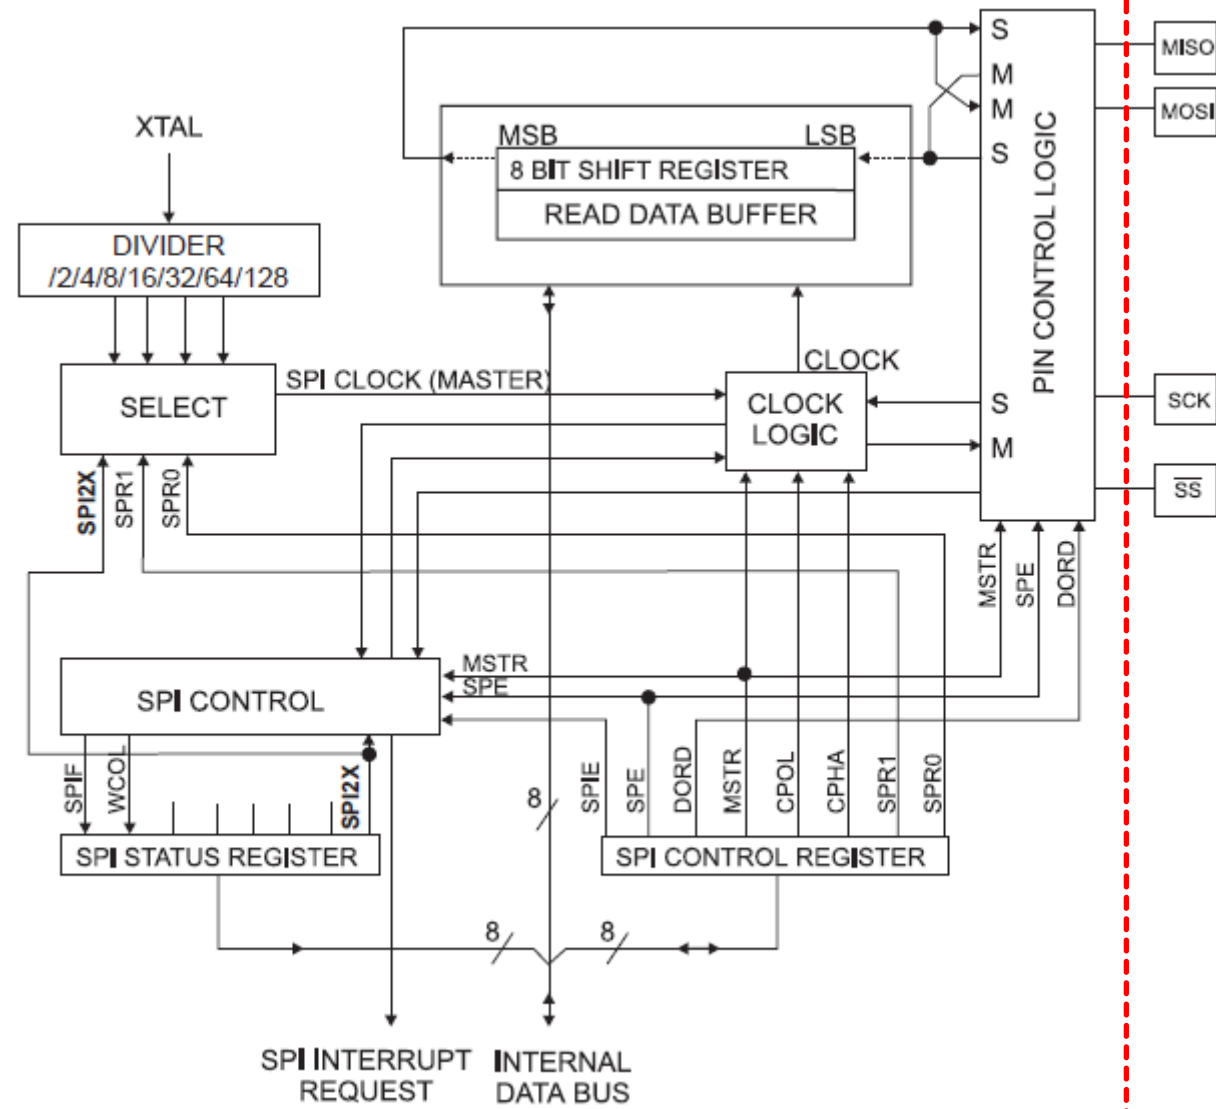 S
MISO
M
M
MOSI
XTAL
MSB
LSB
S
8 BIT SHIFT REGISTER
READ DATA BUFFER
DIVIDER
/2/4/8/16/32/64/128
PIN CONTROL LOGIC
SPI CLOCK (MASTER)
CLOCK
SELECT
CLOCK
LOGIC
S
SCK
M
SPI2X
SPR1
SPR0
SS
MSTR
SPE
DORD
MSTR
SPE
SPI CONTROL
SPIF
WCOL
SPI2X
8
SPIE
SPE
DORD
MSTR
CPOL
CPHA
SPR1
SPR0
SPI STATUS REGISTER
SPI CONTROL REGISTER
8
8
SPI INTERRUPT
REQUEST
INTERNAL
DATA BUS